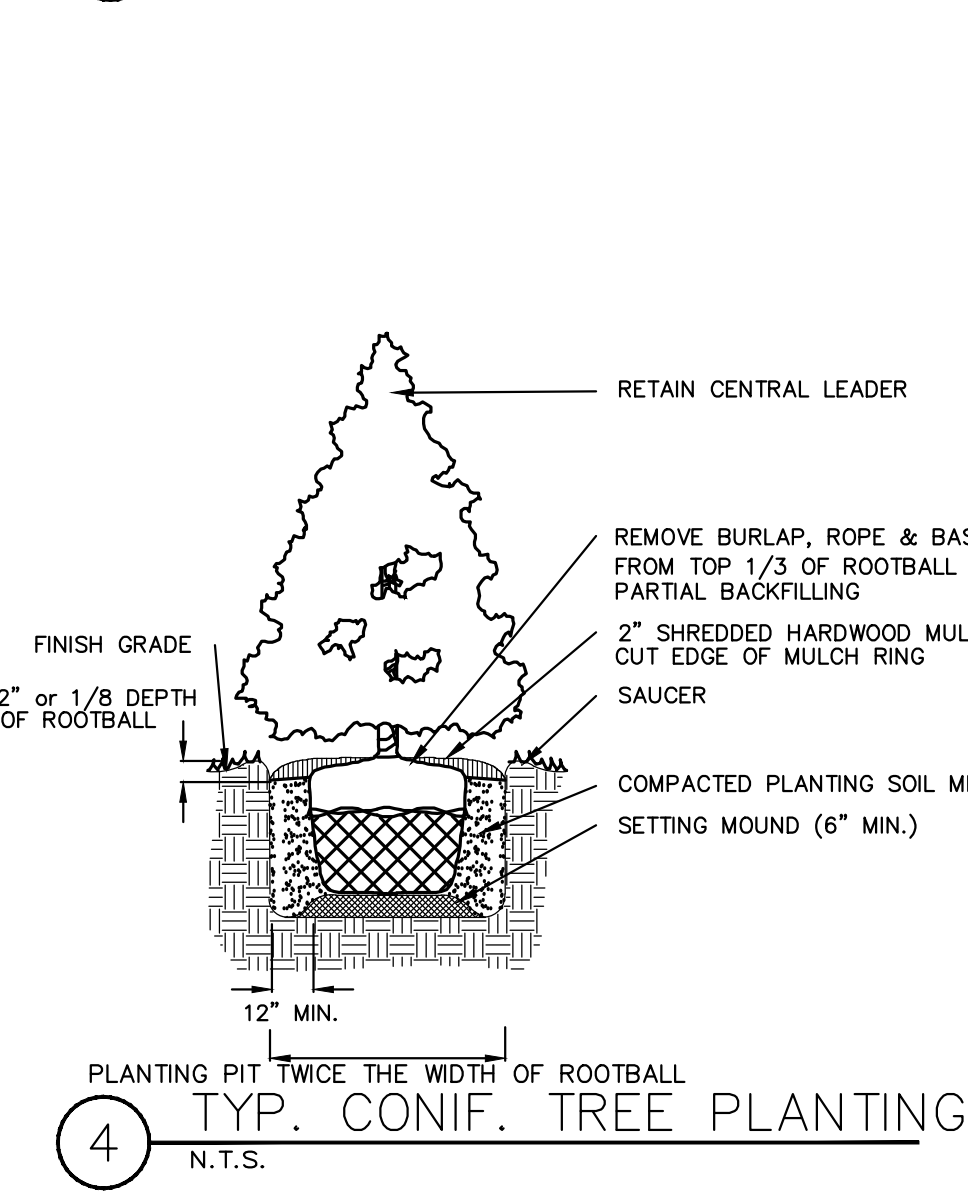 RETAIN CENTRAL LEADER
REMOVE BURLAP, ROPE & BAS
FROM TOP 1/3 OF ROOTBALL
PARTIAL BACKFILLING
2” SHREDDED HARDWOOD MUL
CUT EDGE OF MULCH RING
FINISH GRADE
SAUCER
2” or 1/8 DEPTH
OF ROOTBALL
COMPACTED PLANTING SOIL MI
SETTING MOUND (6” MIN.)
12” MIN.
PLANTING PIT TWICE THE WIDTH OF ROOTBALL
4 TYP. CONIF. TREE PLANTING
N.T.S.